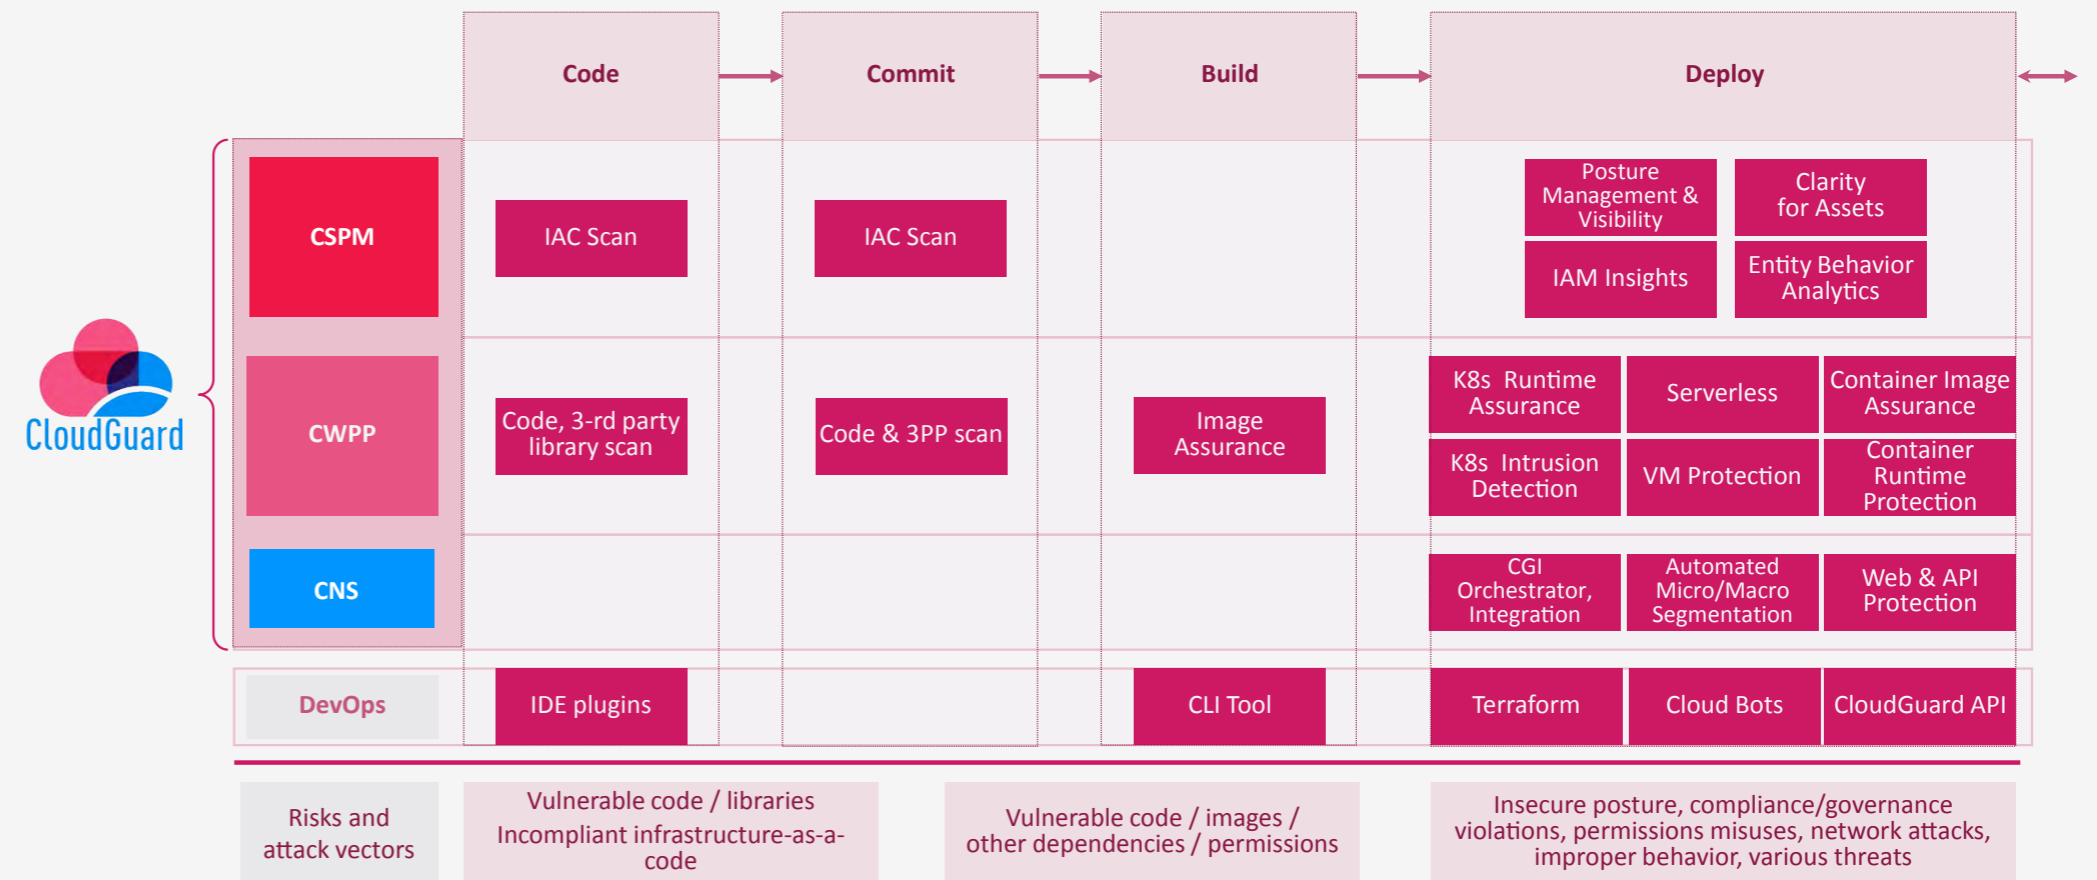 Code
Commit
Build
Deploy
CSPM
IAC Scan
IAC Scan
Posture
Management &
Visibility
Clarity
for Assets
IAM Insights
Entity Behavior
Analytics
CloudGuard
CWPP
Code, 3-rd party
library scan
Code & 3PP scan
Image
Assurance
K8s Runtime
Assurance
Serverless
Container Image
Assurance
K8s Intrusion
Detection
VM Protection
Container
Runtime
Protection
CNS
CGI
Orchestrator,
Integration
Automated
Micro/Macro
Segmentation
Web & API
Protection
DevOps
IDE plugins
CLI Tool
Terraform
Cloud Bots
CloudGuard API
Risks and
attack vectors
Vulnerable code / libraries
Incompliant infrastructure-as-a-
code
Vulnerable code / images /
other dependencies / permissions
Insecure posture, compliance/governance
violations, permissions misuses, network attacks,
improper behavior, various threats